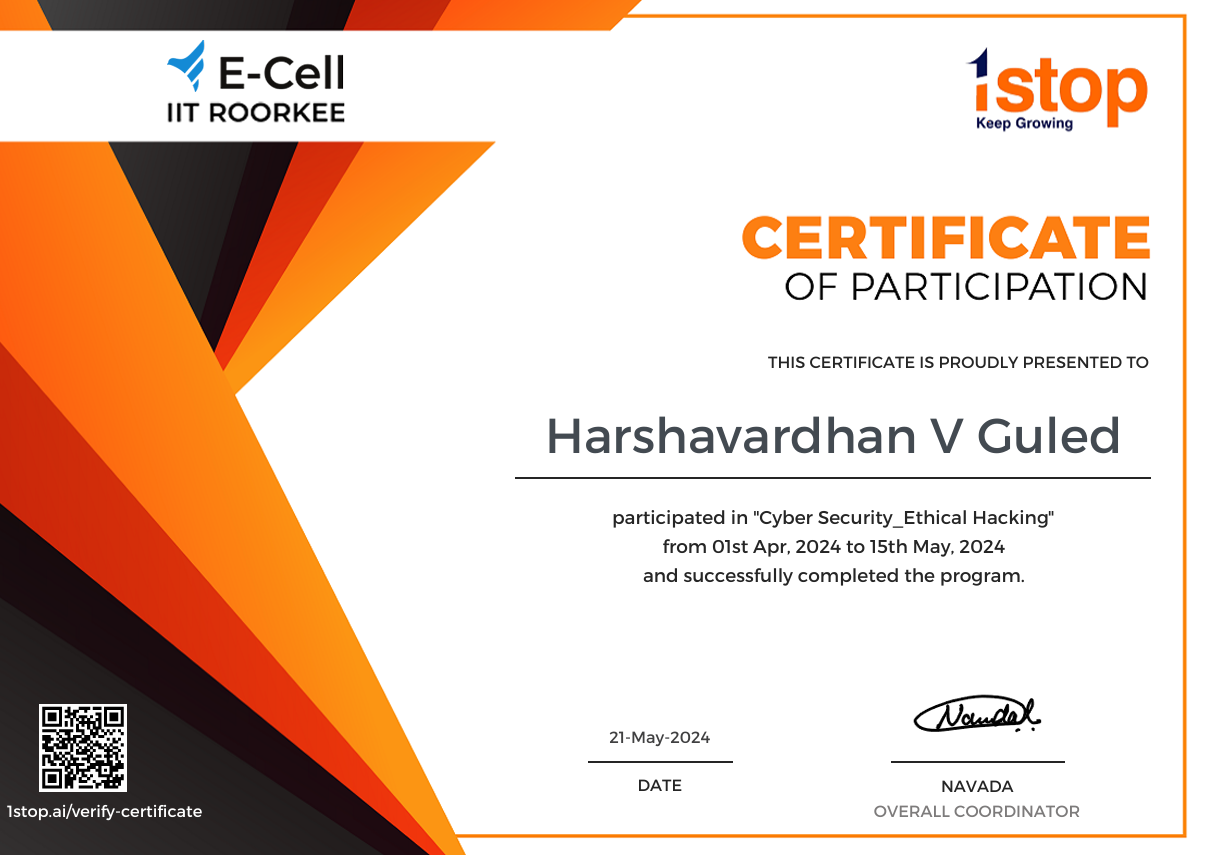 E-Cell
IIT ROORKEE
1stop
Keep Growing
CERTIFICATE
OF PARTICIPATION
THIS CERTIFICATE IS PROUDLY PRESENTED TO
Harshavardhan V Guled
participated in "Cyber Security_Ethical Hacking"
from 01st Apr, 2024 to 15th May, 2024
and successfully completed the program.
Nandal
21-May-2024
DATE
NAVADA
OVERALL COORDINATOR
1stop.ai/verify-certificate